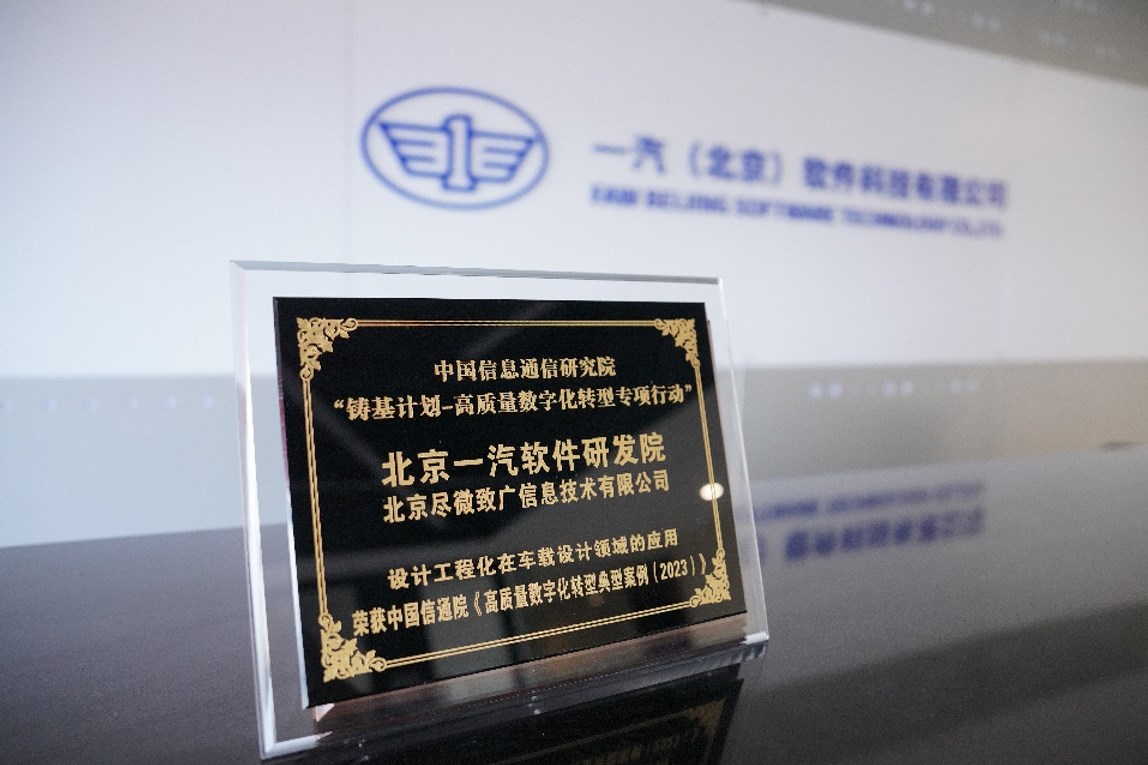 一汽（北京）软件科技有限公司
FAW BEIJING SOFTWARE TECHNOLOGY CO.,LTD
中国信息通信研究院
“铸基计划-高质量数字化转型专项行动”
北京一汽软件研发院
北京尽微致广信息技术有限公司
设计工程化在车载设计领域的应用
荣获中国信通院《高质量数字化转型典型案例（2023）》